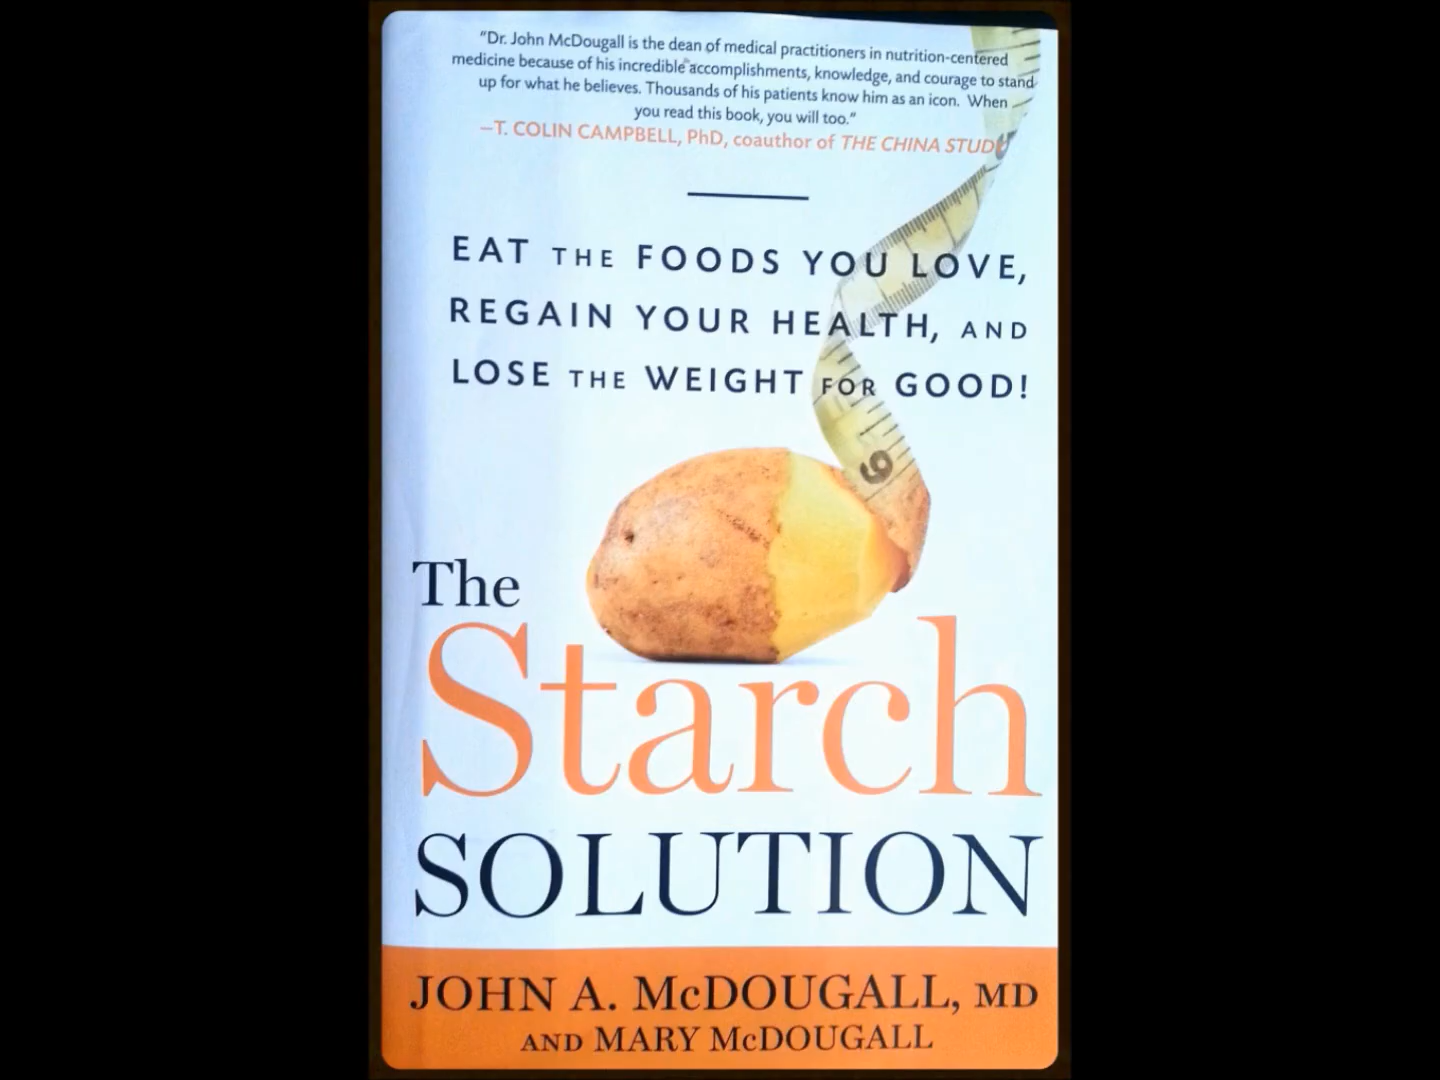 "Dr. John McDougall is the dean of medical practitioners in nutrition-centered
medicine because of his incredible accomplishments, knowledge, and courage to stand
up for what he believes. Thousands of his patients know him as an icon. When
you read this book, you will too."
—T. COLIN CAMPBELL, PhD, coauthor of THE CHINA STUDY
EAT THE FOODS YOU LOVE,
REGAIN YOUR HEALTH, AND
LOSE THE WEIGHT FOR GOOD!
9
The
Starch
SOLUTION
JOHN A. McDOUGALL, MD
AND MARY McDOUGALL